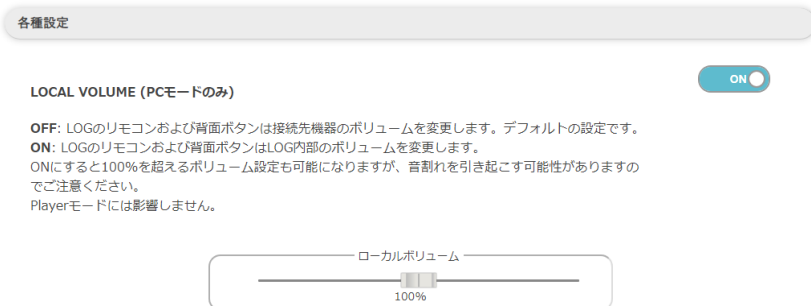 各種設定
ON
LOCAL VOLUME (PCモードのみ)
OFF: LOGのリモコンおよび背面ボタンは接続先機器のボリュームを変更します。デフォルトの設定です。
ON: LOGのリモコンおよび背面ボタンはLOG内部のボリュームを変更します。
ONにすると100%を超えるボリューム設定も可能になりますが、音割れを引き起こす可能性がありますの
でご注意ください。
Playerモードには影響しません。
ローカルボリューム
100%